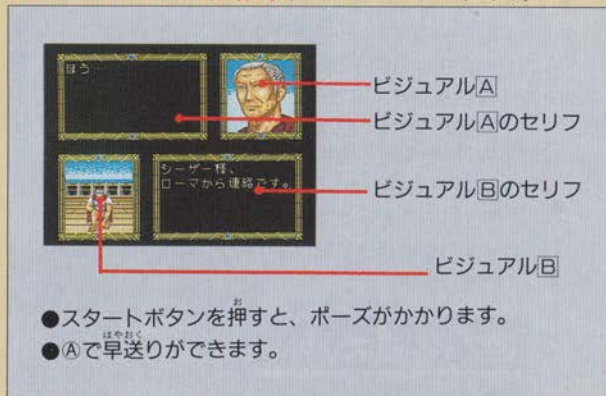 ほう…
シーザー様、
ローマから連絡です。
ビジュアルA
ビジュアルAのセリフ
ビジュアルBのセリフ
ビジュアルB
●スタートボタンを押すと、ポーズがかかります。
●Ⓐで早送りができます。